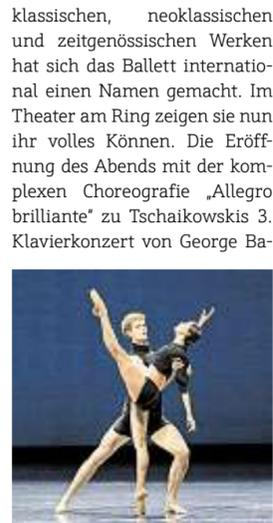 klassischen, neoklassischen
und zeitgenössischen Werken
hat sich das Ballett internatio-
nal einen Namen gemacht. Im
Theater am Ring zeigen sie nun
ihr volles Können. Die Eröff-
nung des Abends mit der kom-
plexen Choreografie „Allegro
brilliante“ zu Tschaikowskis 3.
Klavierkonzert von George Ba-